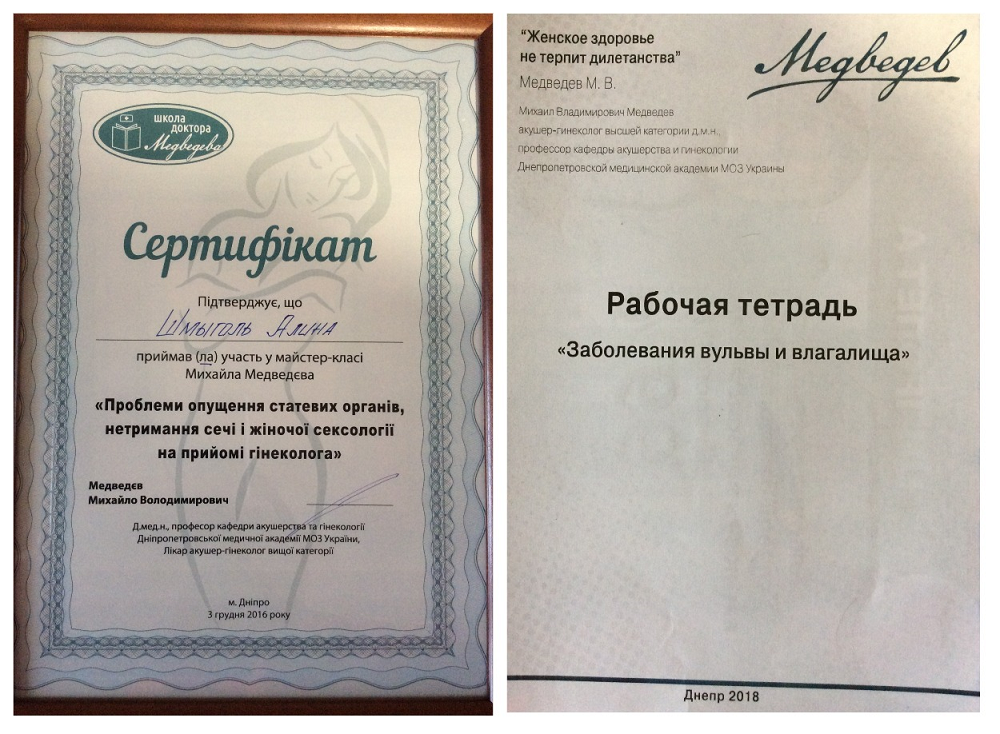 школа
доктора
Медведева
Сертифікат
Підтверджує, що
Шмыголь Алина
приймав (ла) участь у майстер-класі
Михайла Медведєва
«Проблеми опущення статевих органів,
нетримання сечі і жіночої сексології
на прийомі гінеколога»
Медведєв
Михайло Володимирович
Д.мед.н., професор кафедри акушерства та гінекології
Дніпропетровської медичної академії МОЗ України,
Лікар акушер-гінеколог вищої категорії
м. Дніпро
3 грудня 2016 року
"Женское здоровье
не терпит дилетанства"
Медведев М. В.
Медведев
Михаил Владимирович Медведев
акушер-гинеколог высшей категории д.м.н.,
профессор кафедры акушерства и гинекологии
Днепропетровской медицинской академии МОЗ Украины
Рабочая тетрадь
«Заболевания вульвы и влагалища»
Днепр 2018